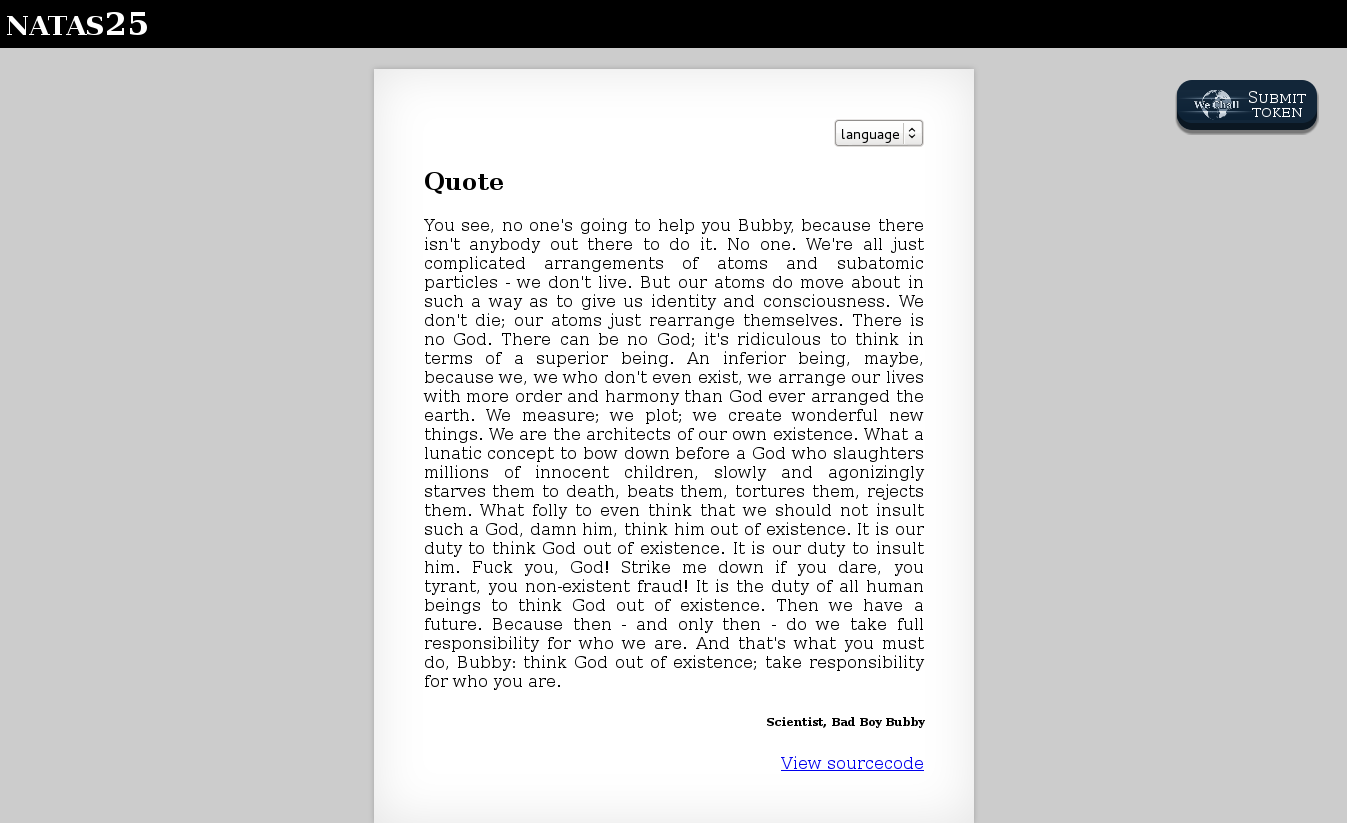 NATAS25
We Chall
SUBMIT
TOKEN
language
Quote
You see, no one's going to help you Bubby, because there
isn't anybody out there to do it. No one. We're all just
complicated arrangements of atoms and subatomic
particles - we don't live. But our atoms do move about in
such a way as to give us identity and consciousness. We
don't die; our atoms just rearrange themselves. There is
no God. There can be no God; it's ridiculous to think in
terms of a superior being. An inferior being, maybe,
because we, we who don't even exist, we arrange our lives
with more order and harmony than God ever arranged the
earth. We measure; we plot; we create wonderful new
things. We are the architects of our own existence. What a
lunatic concept to bow down before a God who slaughters
millions of innocent children, slowly and agonizingly
starves them to death, beats them, tortures them, rejects
them. What folly to even think that we should not insult
such a God, damn him, think him out of existence. It is our
duty to think God out of existence. It is our duty to insult
him. Fuck you, God! Strike me down if you dare, you
tyrant, you non-existent fraud! It is the duty of all human
beings to think God out of existence. Then we have a
future. Because then - and only then - do we take full
responsibility for who we are. And that's what you must
do, Bubby: think God out of existence; take responsibility
for who you are.
Scientist, Bad Boy Bubby
View sourcecode